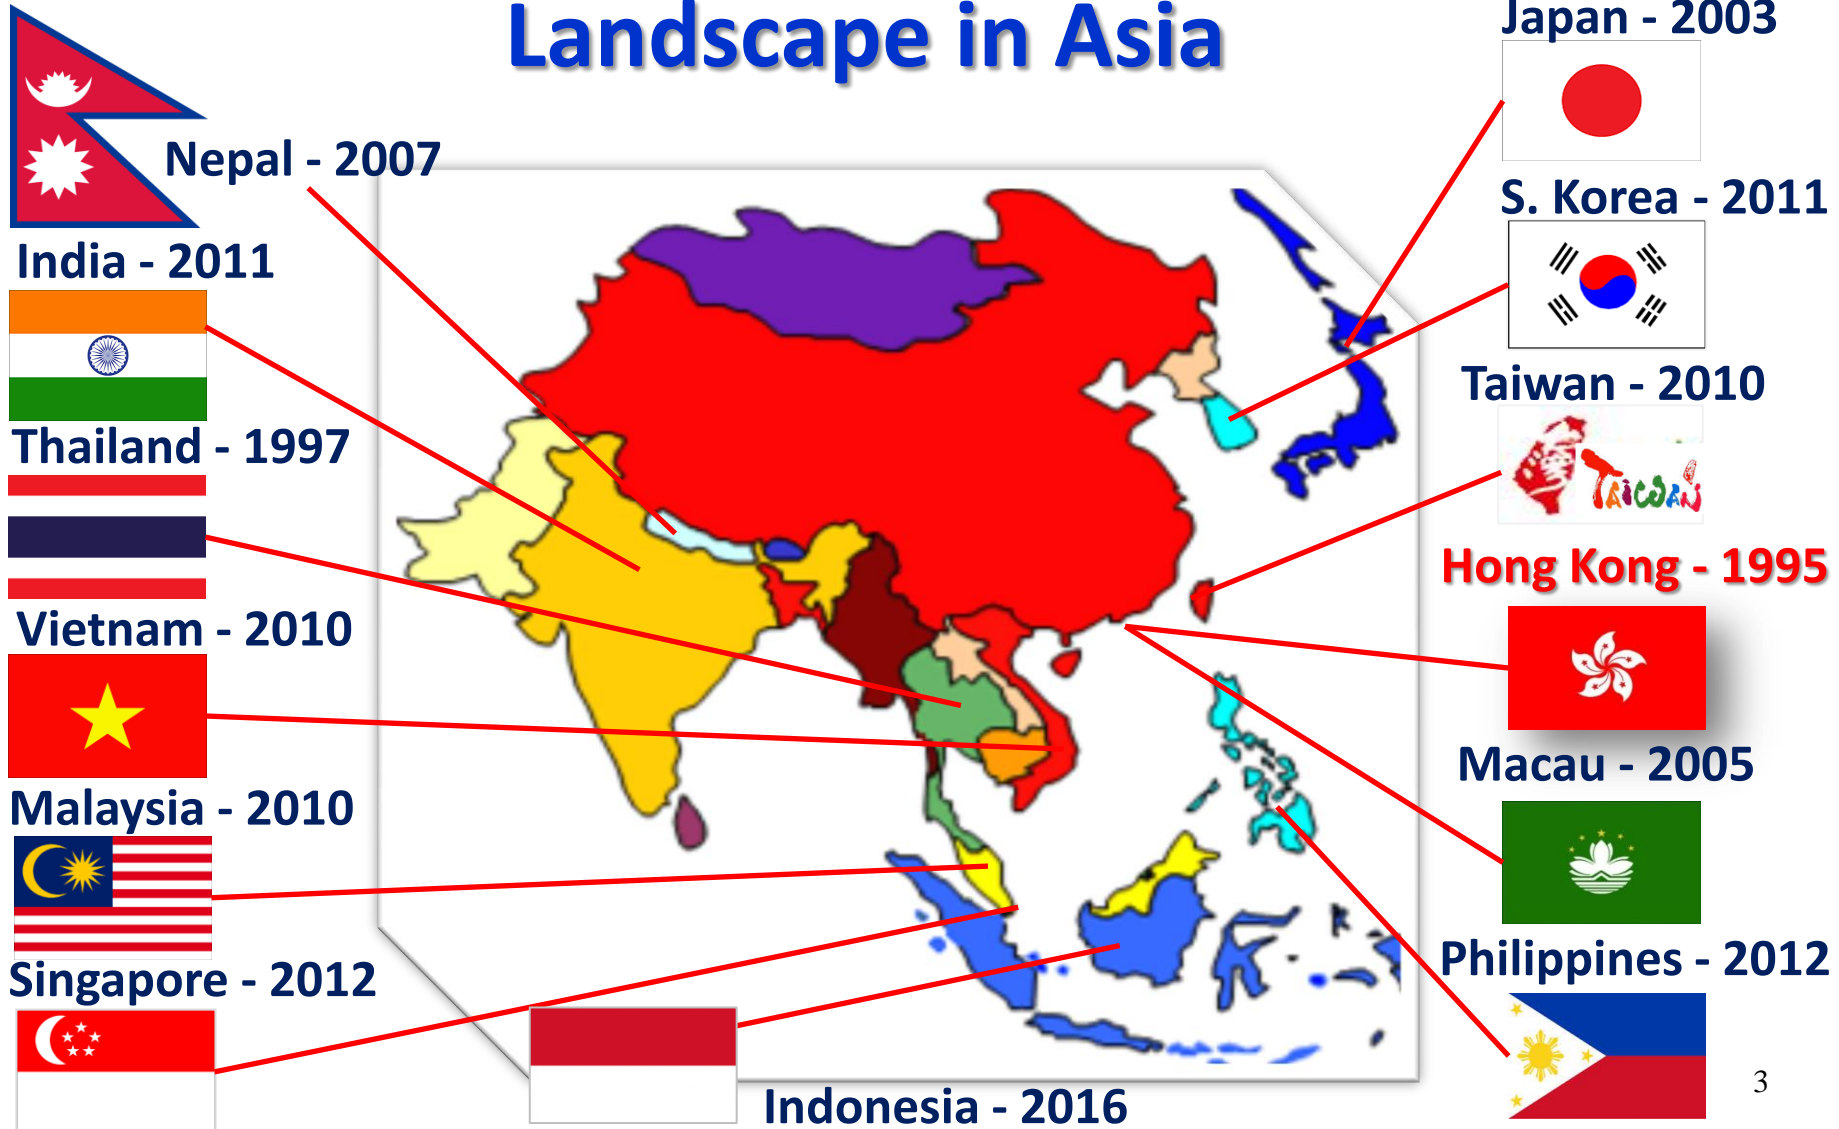 Landscape in Asia
Japan - 2003
Nepal - 2007
S. Korea - 2011
India - 2011
Taiwan - 2010
TAIWAN
Thailand - 1997
Hong Kong - 1995
Vietnam - 2010
Macau - 2005
Malaysia - 2010
Philippines - 2012
Singapore - 2012
3
Indonesia - 2016